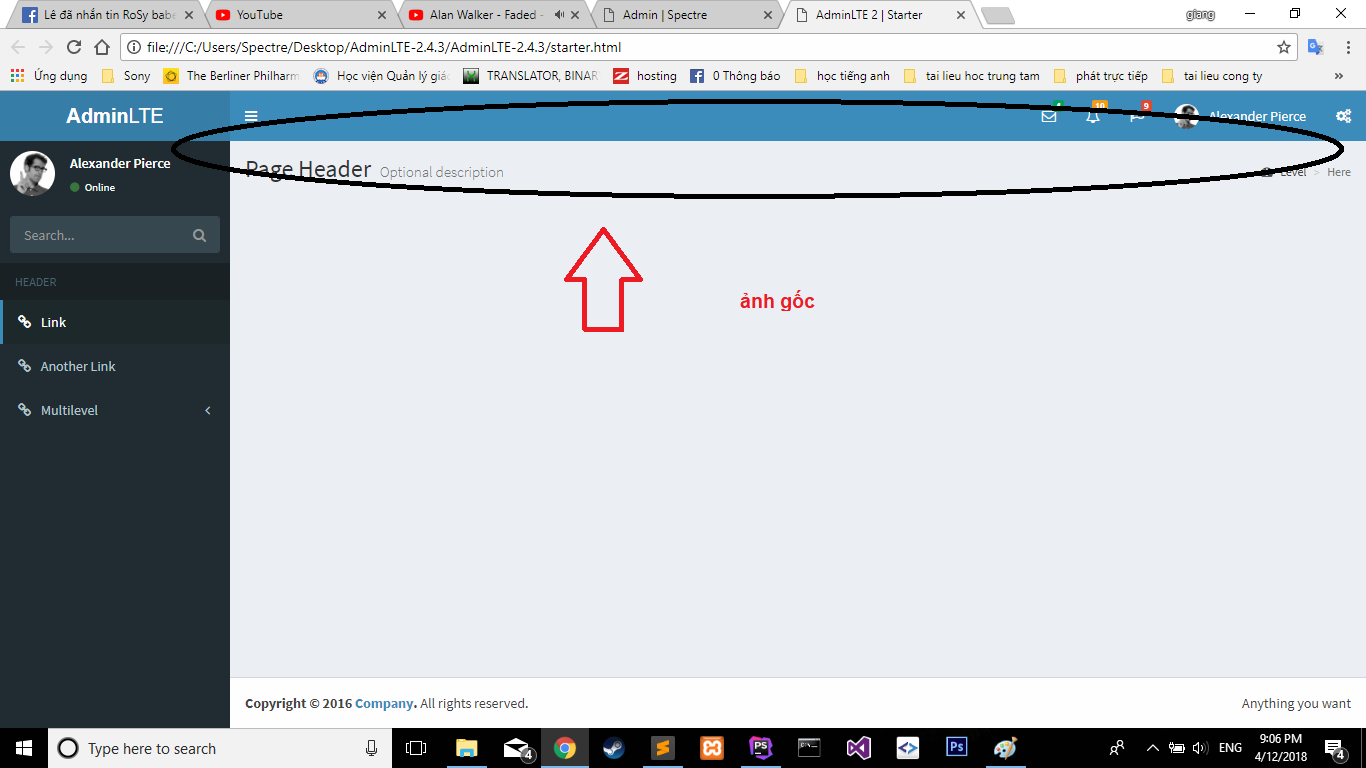 Lê đã nhắn tin RoSy babe
YouTube
Alan Walker - Faded -
Admin | Spectre
AdminLTE 2 | Starter
giang
file:///C:/Users/Spectre/Desktop/AdminLTE-2.4.3/AdminLTE-2.4.3/starter.html
Ứng dụng
Sony
The Berliner Philharm
Học viện Quản lý giáo
TRANSLATOR, BINAR
hosting
0 Thông báo
học tiếng anh
tai lieu hoc trung tam
phát trực tiếp
tai lieu cong ty
AdminLTE
4
10
9
Alexander Pierce
Alexander Pierce
Online
Search...
HEADER
Link
Another Link
Multilevel
Page Header Optional description
Level > Here
ảnh gốc
Copyright © 2016 Company. All rights reserved.
Anything you want
Type here to search
4
PS
Ps
ENG
9:06 PM
4/12/2018
4